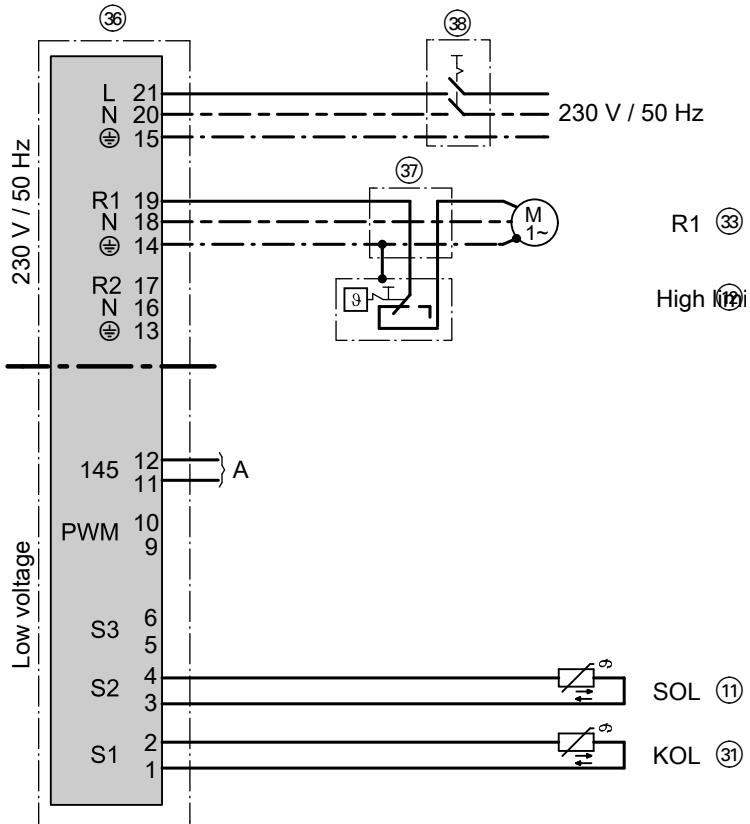 36
38
L 21
N 20
15
230 V / 50 Hz
230 V / 50 Hz
37
R1 19
N 18
14
M
1~
R1 33
R2 17
N 16
13
ϑ
High limi
145 12
11
A
PWM 10
9
Low voltage
S3 6
5
S2 4
3
ϑ
SOL 11
S1 2
1
ϑ
KOL 31